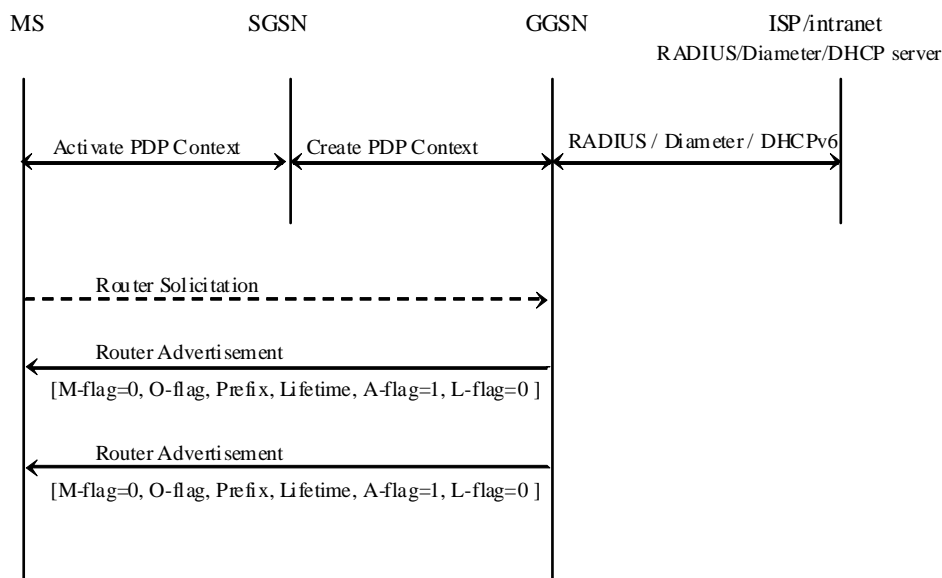 MS
SGSN
GGSN
ISP/intranet
RADIUS/Diameter/DHCP server
Activate PDP Context
Create PDP Context
RADIUS / Diameter / DHCPv6
Router Solicitation
Router Advertisement
[M-flag=0, O-flag, Prefix, Lifetime, A-flag=1, L-flag=0 ]
Router Advertisement
[M-flag=0, O-flag, Prefix, Lifetime, A-flag=1, L-flag=0 ]